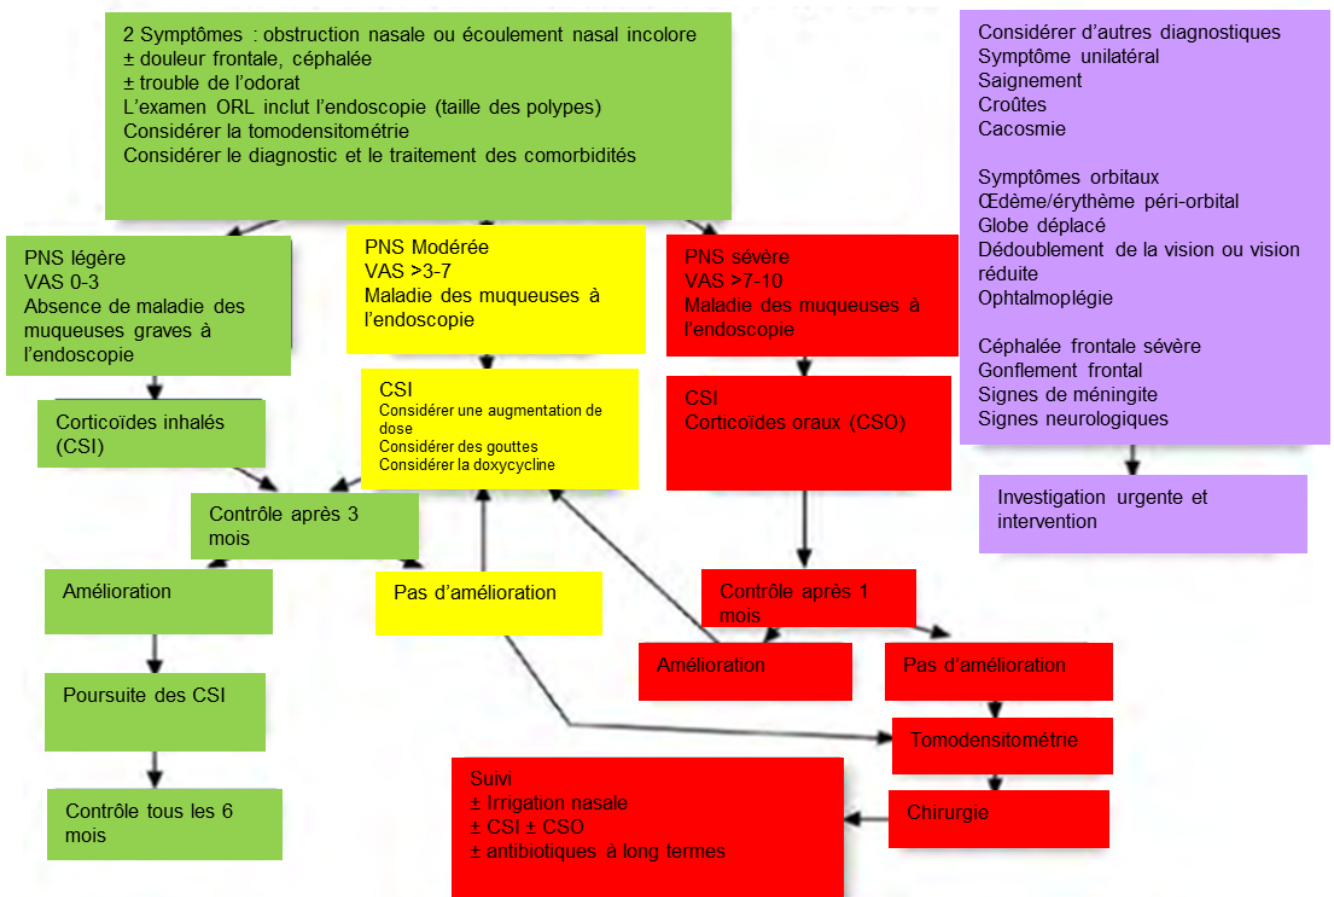 2 Symptômes : obstruction nasale ou écoulement nasal incolore
± douleur frontale, céphalée
± trouble de l'odorat
L'examen ORL inclut l'endoscopie (taille des polypes)
Considérer la tomodensitométrie
Considérer le diagnostic et le traitement des comorbidités
Considérer d'autres diagnostiques
Symptôme unilatéral
Saignement
Croûtes
Cacosmie
Symptômes orbitaux
Œdème/érythème péri-orbital
Globe déplacé
Dédoublement de la vision ou vision
réduite
Ophtalmoplégie
Céphalée frontale sévère
Gonflement frontal
Signes de méningite
Signes neurologiques
Investigation urgente et
intervention
PNS légère
VAS 0-3
Absence de maladie des
muqueuses graves à
l'endoscopie
PNS Modérée
VAS >3-7
Maladie des muqueuses à
l'endoscopie
PNS sévère
VAS >7-10
Maladie des muqueuses à
l'endoscopie
Corticoïdes inhalés
(CSI)
CSI
Considérer une augmentation de
dose
Considérer des gouttes
Considérer la doxycycline
CSI
Corticoïdes oraux (CSO)
Contrôle après 3
mois
Amélioration
Pas d'amélioration
Contrôle après 1
mois
Amélioration
Pas d'amélioration
Poursuite des CSI
Tomodensitométrie
Contrôle tous les 6
mois
Suivi
± Irrigation nasale
± CSI ± CSO
± antibiotiques à long termes
Chirurgie